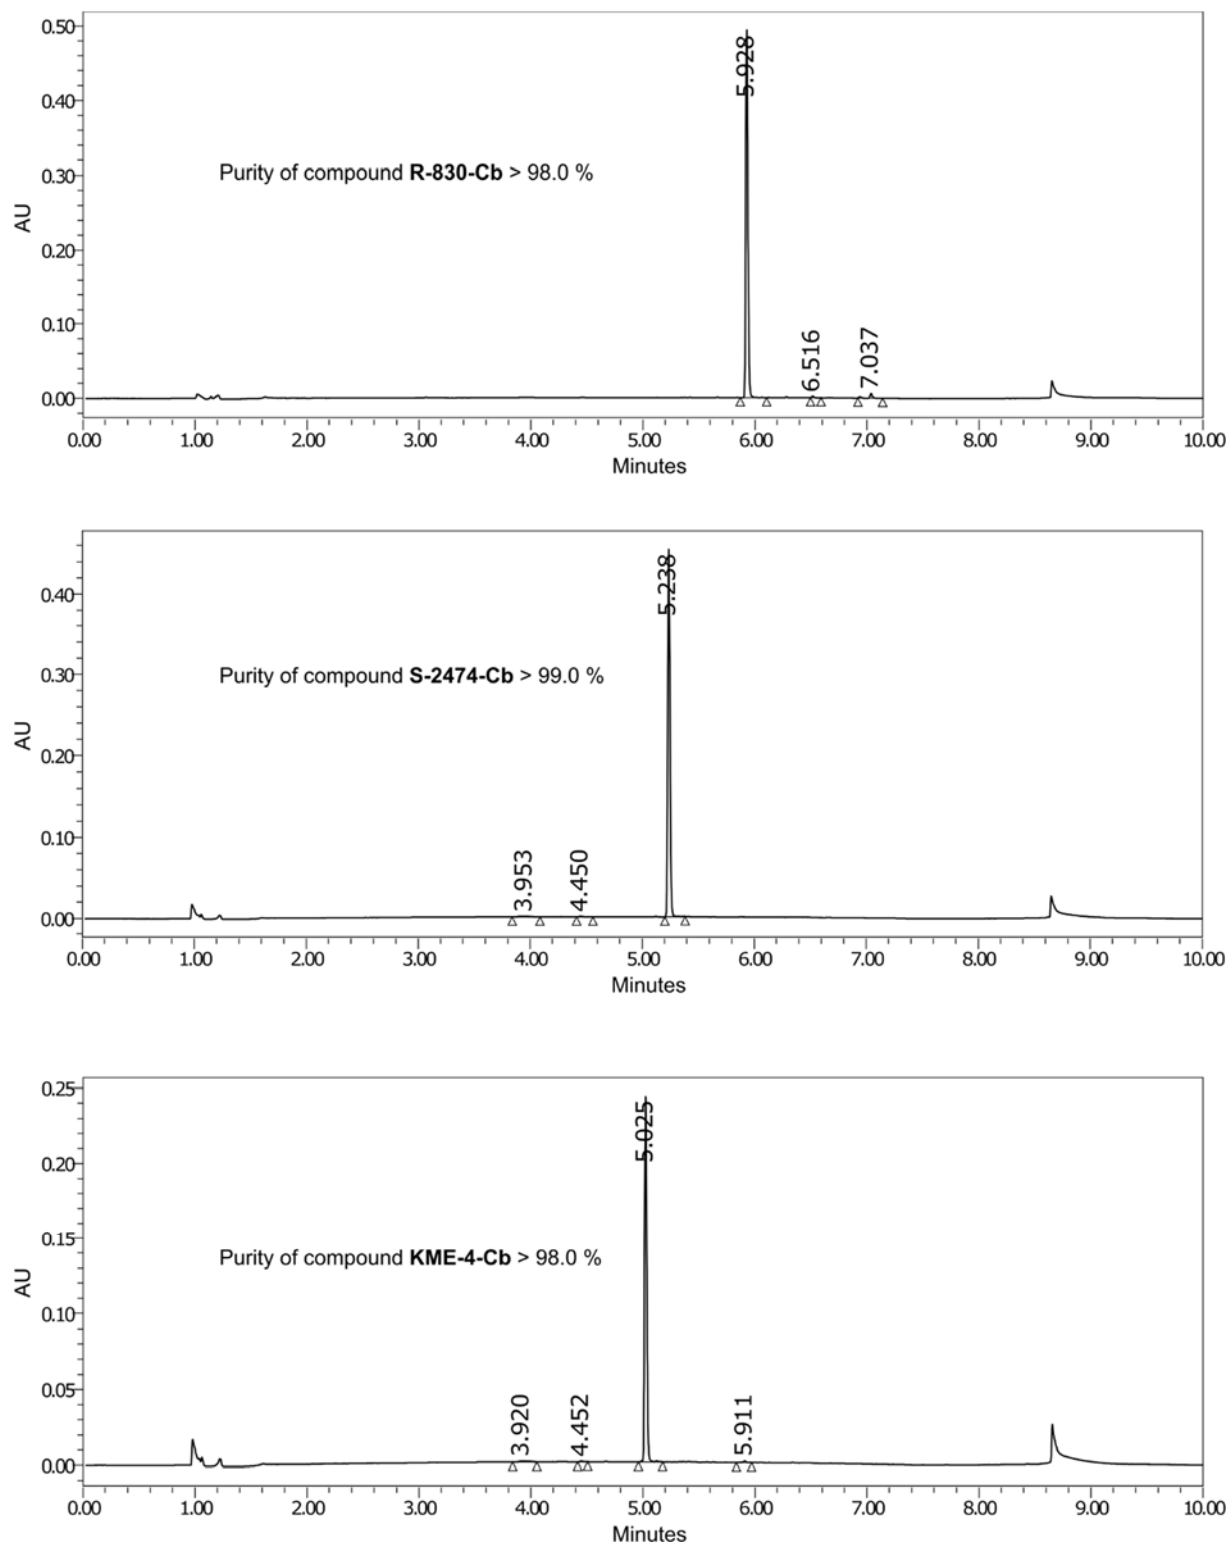 0.50
5.928
0.40
Purity of compound R-830-Cb > 98.0 %
0.30
AU
0.20
0.10
6.516
7.037
0.00
0.00 1.00 2.00 3.00 4.00 5.00 6.00 7.00 8.00 9.00 10.00
Minutes
5.238
0.40
Purity of compound S-2474-Cb > 99.0 %
0.30
AU
0.20
0.10
3.953
4.450
0.00
0.00 1.00 2.00 3.00 4.00 5.00 6.00 7.00 8.00 9.00 10.00
Minutes
0.25
5.025
0.20
0.15
Purity of compound KME-4-Cb > 98.0 %
AU
0.10
0.05
3.920
4.452
5.911
0.00
0.00 1.00 2.00 3.00 4.00 5.00 6.00 7.00 8.00 9.00 10.00
Minutes